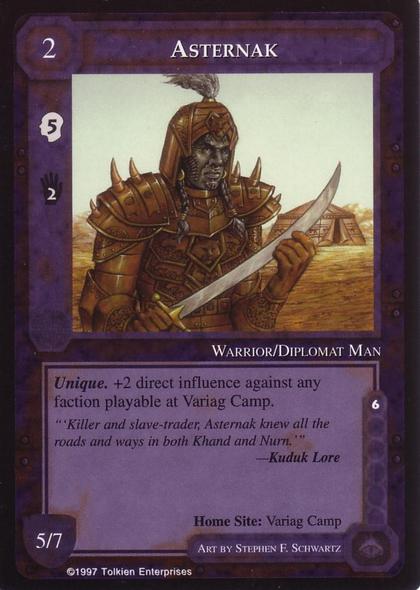 2
ASTERNAK
5
2
WARRIOR/DIPLOMAT MAN
Unique. +2 direct influence against any
faction playable at Variag Camp.
6
“‘Killer and slave-trader, Asternak knew all the
roads and ways in both Khand and Nurn.’”
—Kuduk Lore
Home Site: Variag Camp
5/7
ART BY STEPHEN F. SCHWARTZ
©1997 Tolkien Enterprises